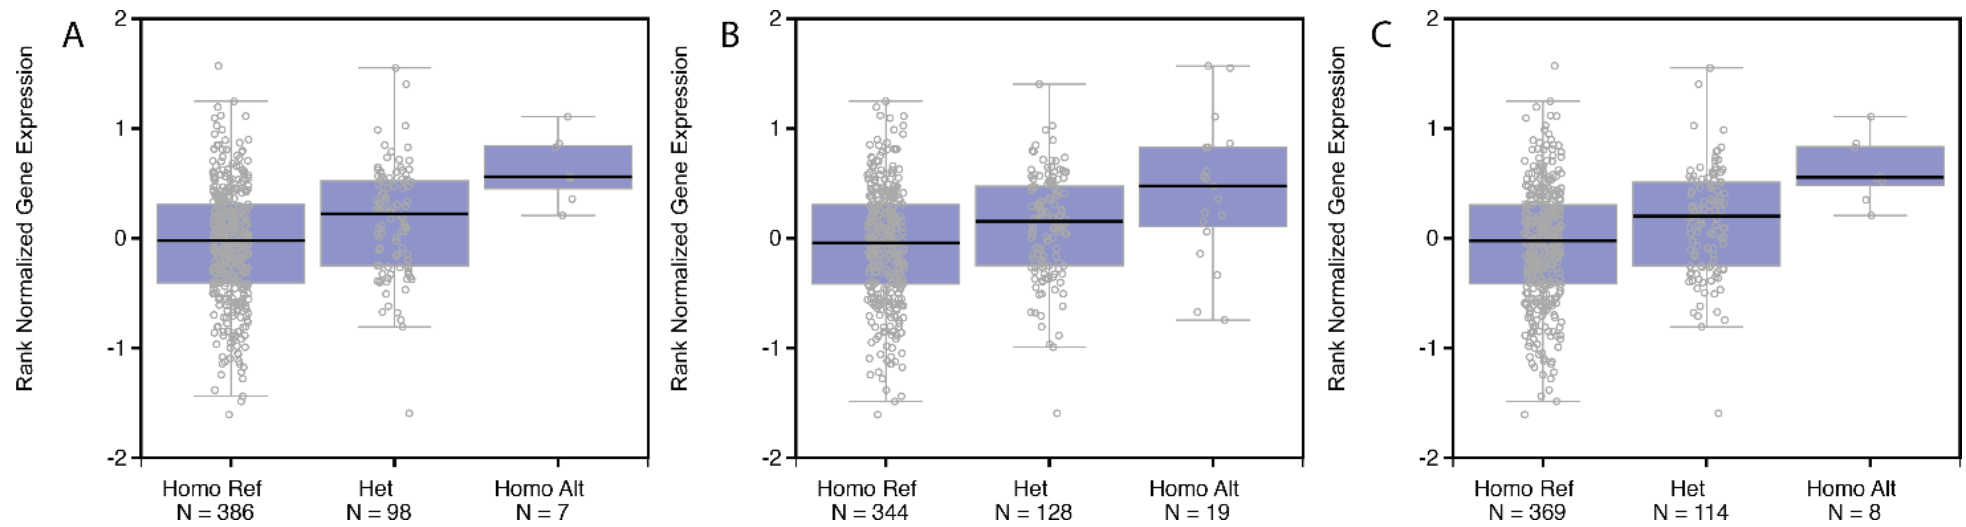 A
Rank Normalized Gene Expression
2
1
0
-1
-2
Homo Ref
N = 386
Het
N = 98
Homo Alt
N = 7
B
Rank Normalized Gene Expression
2
1
0
-1
-2
Homo Ref
N = 344
Het
N = 128
Homo Alt
N = 19
C
Rank Normalized Gene Expression
2
1
0
-1
-2
Homo Ref
N = 369
Het
N = 114
Homo Alt
N = 8